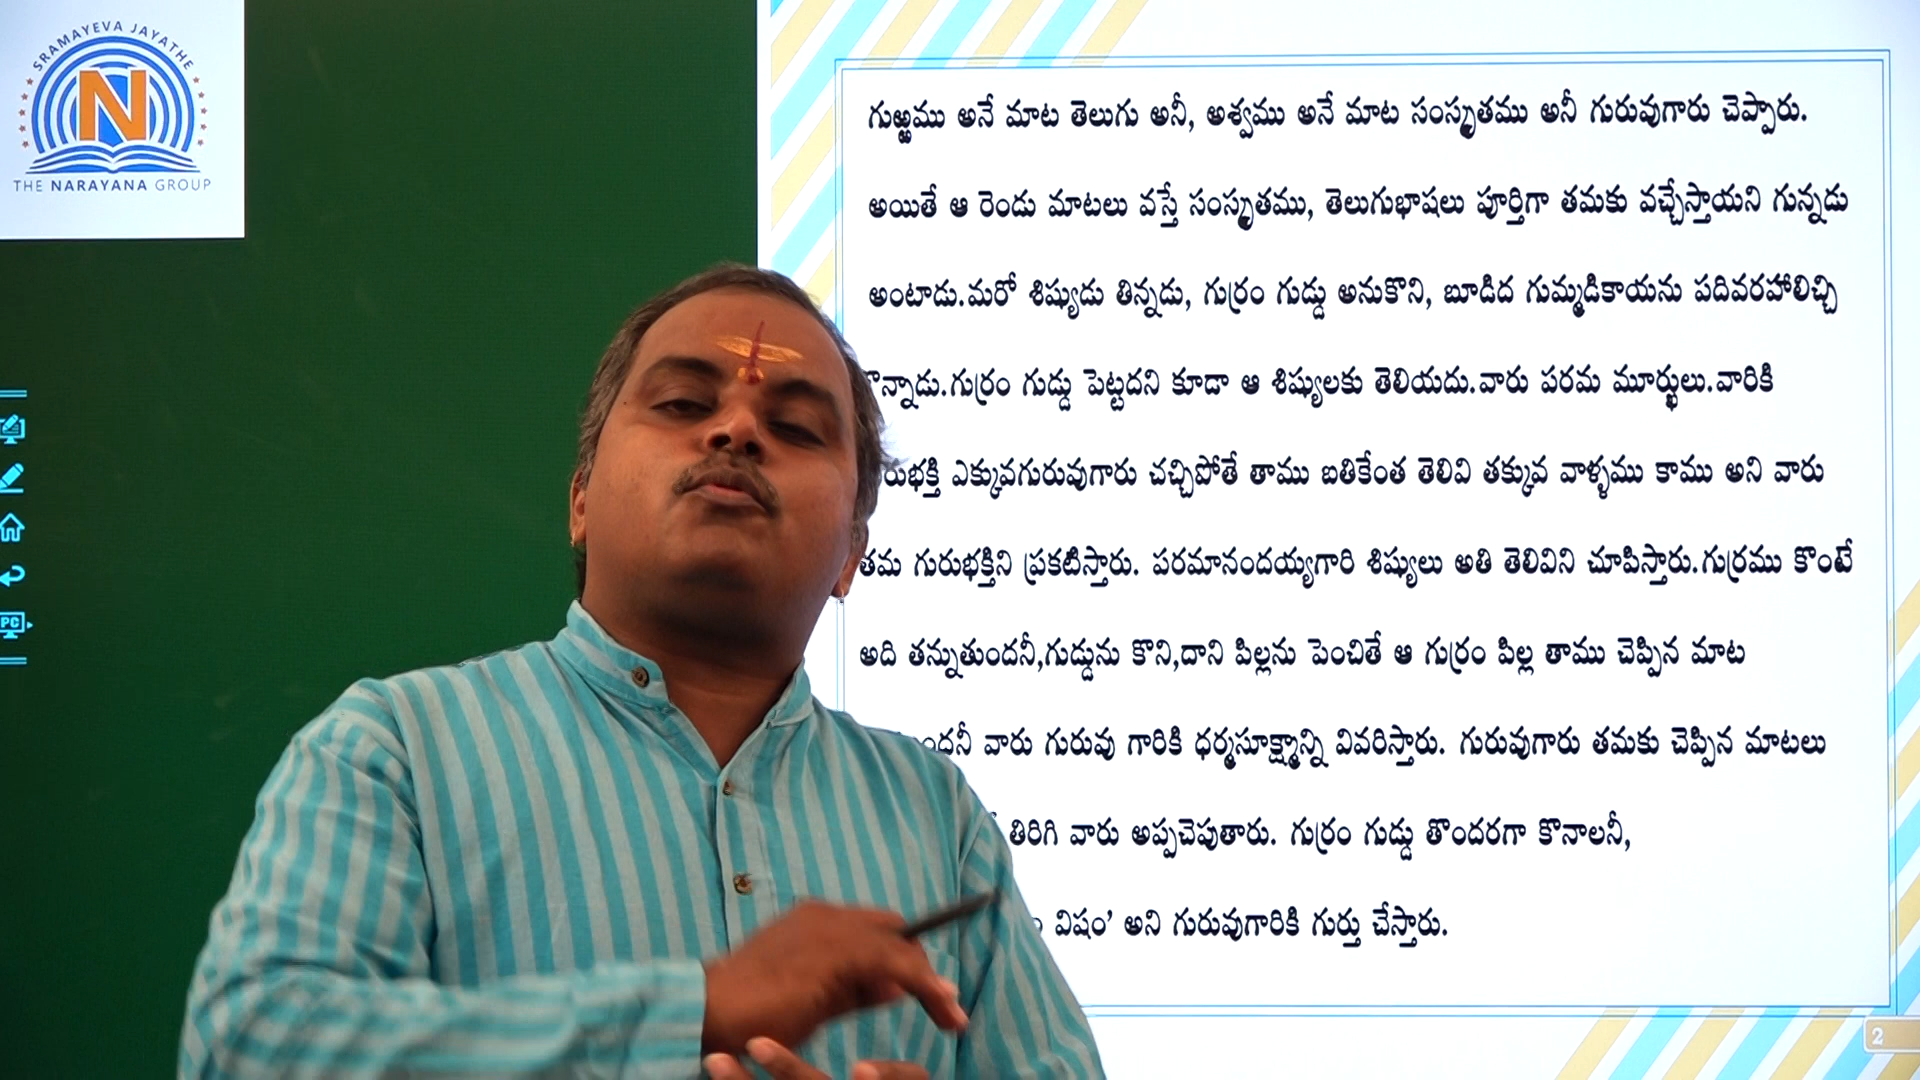 SRAMAYEVA JAYATHE
N
THE NARAYANA GROUP
గుఱ్ఱము అనే మాట తెలుగు అనీ, అశ్వము అనే మాట సంస్కృతము అనీ గురువుగారు చెప్పారు.
అయితే ఆ రెండు మాటలు వస్తే సంస్కృతము, తెలుగుభాషలు పూర్తిగా తమకు వచ్చేస్తాయని గున్నడు
అంటాడు.మరో శిష్యుడు తిన్నడు, గుర్రం గుడ్డు అనుకొని, బూడిద గుమ్మడికాయను పదివరహాలిచ్చి
గుర్రం గుడ్డు పెట్టదని కూడా ఆ శిష్యులకు తెలియదు.వారు పరమ మూర్ఖులు.వారికి
ఎక్కువగురువుగారు చచ్చిపోతే తాము బతికేంత తెలివి తక్కువ వాళ్ళము కాము అని వారు
తమ గురుభక్తిని ప్రకటిస్తారు. పరమానందయ్యగారి శిష్యులు అతి తెలివిని చూపిస్తారు.గుర్రము కొంటే
అది తన్నుతుందనీ,గుడ్డును కొని,దాని పిల్లను పెంచితే ఆ గుర్రం పిల్ల తాము చెప్పిన మాట
వారు గురువు గారికి ధర్మసూక్ష్మాన్ని వివరిస్తారు. గురువుగారు తమకు చెప్పిన మాటలు
తిరిగి వారు అప్పచెపుతారు. గుర్రం గుడ్డు తొందరగా కొనాలనీ,
విషం’ అని గురువుగారికి గుర్తు చేస్తారు.
PC
2